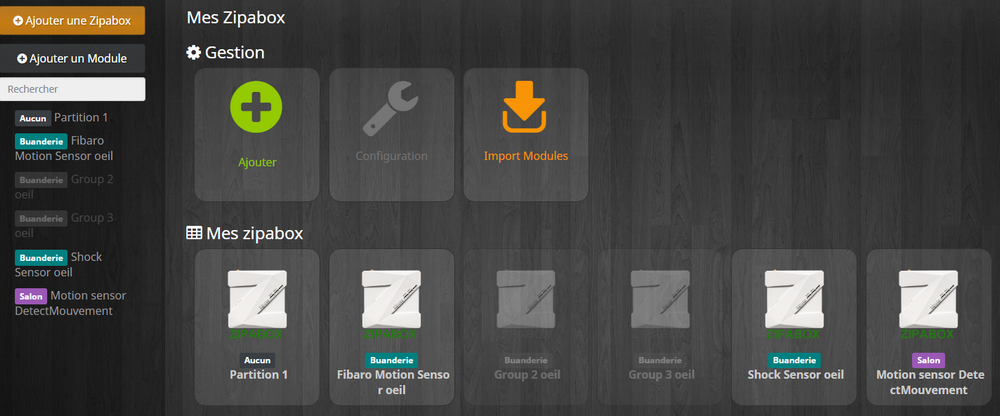 Ajouter une Zipabox
Mes Zipabox
Ajouter un Module
Gestion
Rechercher
Aucun Partition 1
Buanderie Fibaro
Motion Sensor oeil
Buanderie Group 2
oeil
Buanderie Group 3
oeil
Buanderie Shock
Sensor oeil
Salon Motion sensor
DetectMouvement
Ajouter
Configuration
Import Modules
Mes zipabox
ZIPABOX
Aucun
Partition 1
ZIPABOX
Buanderie
Fibaro Motion Senso
r oeil
Buanderie
Group 2 oeil
Buanderie
Group 3 oeil
ZIPABOX
Buanderie
Shock Sensor oeil
ZIPABOX
Salon
Motion sensor Dete
ctMouvement